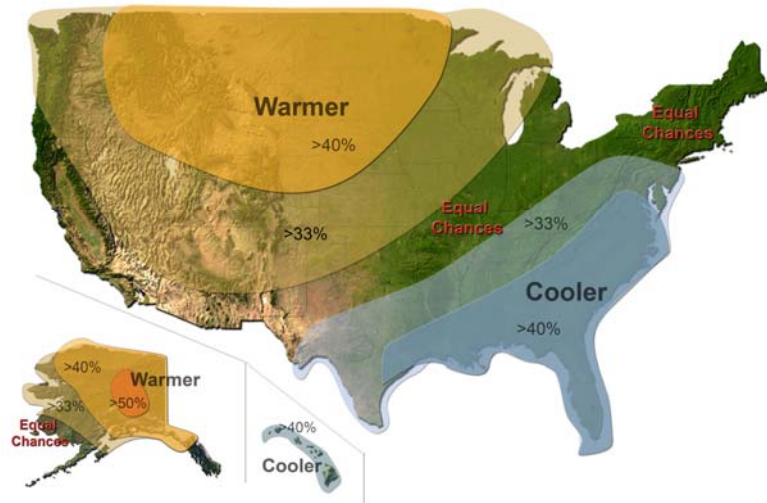 Warmer
>40%
Equal
Chances
>33%
Equal
Chances
>33%
Cooler
>40%
>40%
Warmer
>33%
>50%
Equal
Chances
>40%
Cooler